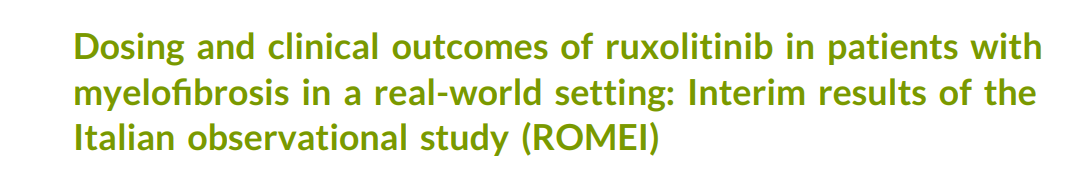 Dosing and clinical outcomes of ruxolitinib in patients with
myelofibrosis in a real-world setting: Interim results of the
Italian observational study (ROMEI)